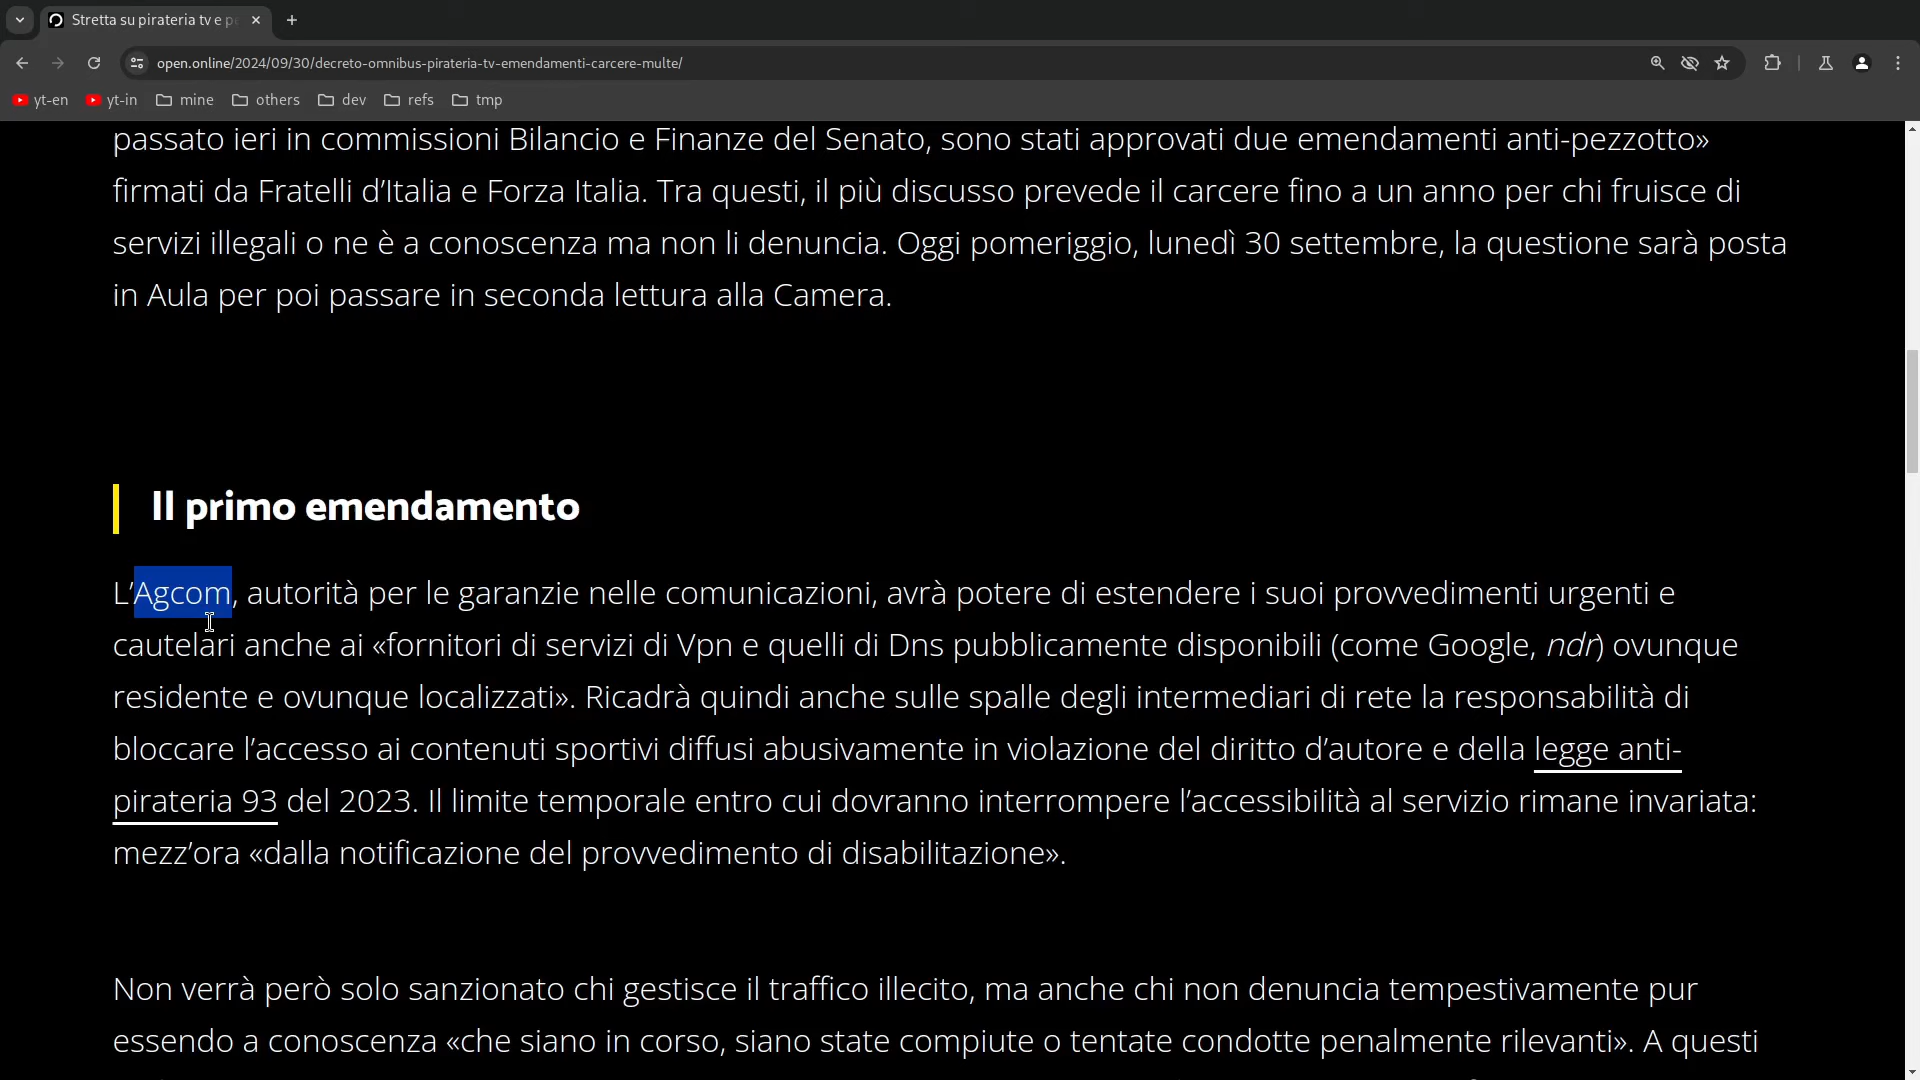 Stretta su pirateria tv e p
open.online/2024/09/30/decreto-omnibus-pirateria-tv-emendamenti-carcere-multe/
yt-en yt-in mine others dev refs tmp
passato ieri in commissioni Bilancio e Finanze del Senato, sono stati approvati due emendamenti anti-pezzotto»
firmati da Fratelli d’Italia e Forza Italia. Tra questi, il più discusso prevede il carcere fino a un anno per chi fruisce di
servizi illegali o ne è a conoscenza ma non li denuncia. Oggi pomeriggio, lunedì 30 settembre, la questione sarà posta
in Aula per poi passare in seconda lettura alla Camera.
Il primo emendamento
L’Agcom, autorità per le garanzie nelle comunicazioni, avrà potere di estendere i suoi provvedimenti urgenti e
cautelari anche ai «fornitori di servizi di Vpn e quelli di Dns pubblicamente disponibili (come Google, ndr) ovunque
residente e ovunque localizzati». Ricadrà quindi anche sulle spalle degli intermediari di rete la responsabilità di
bloccare l’accesso ai contenuti sportivi diffusi abusivamente in violazione del diritto d’autore e della legge anti-
pirateria 93 del 2023. Il limite temporale entro cui dovranno interrompere l’accessibilità al servizio rimane invariata:
mezz’ora «dalla notificazione del provvedimento di disabilitazione».
Non verrà però solo sanzionato chi gestisce il traffico illecito, ma anche chi non denuncia tempestivamente pur
essendo a conoscenza «che siano in corso, siano state compiute o tentate condotte penalmente rilevanti». A questi